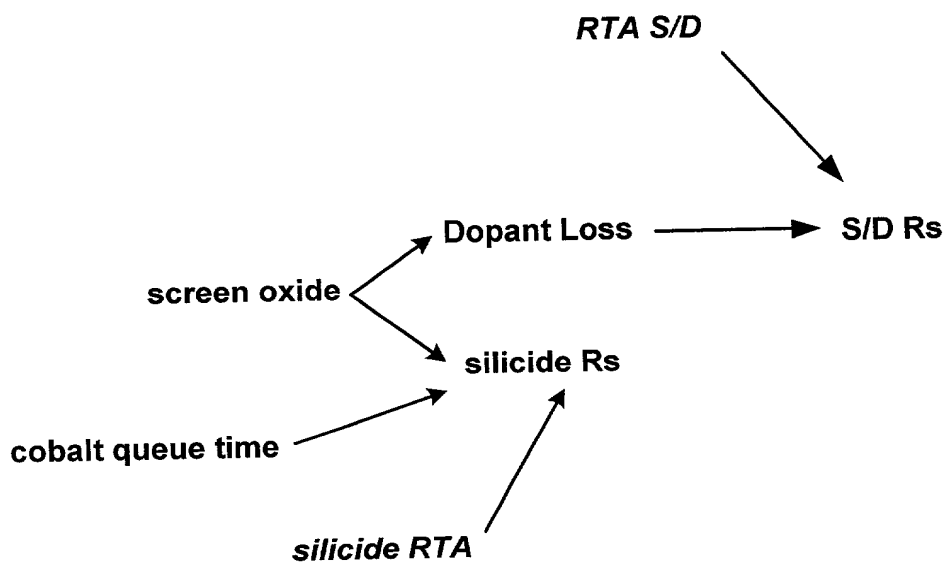 RTA S/D
Dopant Loss
S/D Rs
screen oxide
silicide Rs
cobalt queue time
silicide RTA